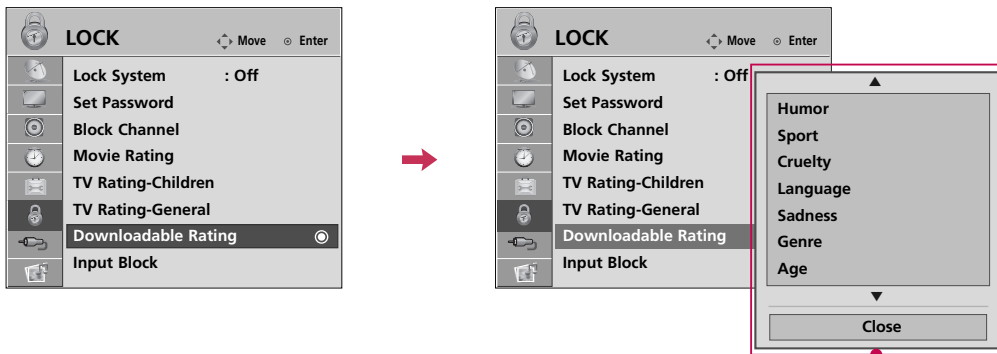 LOCK Move Enter
Lock System : Off
Set Password
Block Channel
Movie Rating
TV Rating-Children
TV Rating-General
Downloadable Rating
Input Block
LOCK Move Enter
Lock System : Off
Set Password
Block Channel
Movie Rating
TV Rating-Children
TV Rating-General
Downloadable Rating
Input Block
Humor
Sport
Cruelty
Language
Sadness
Genre
Age
Close